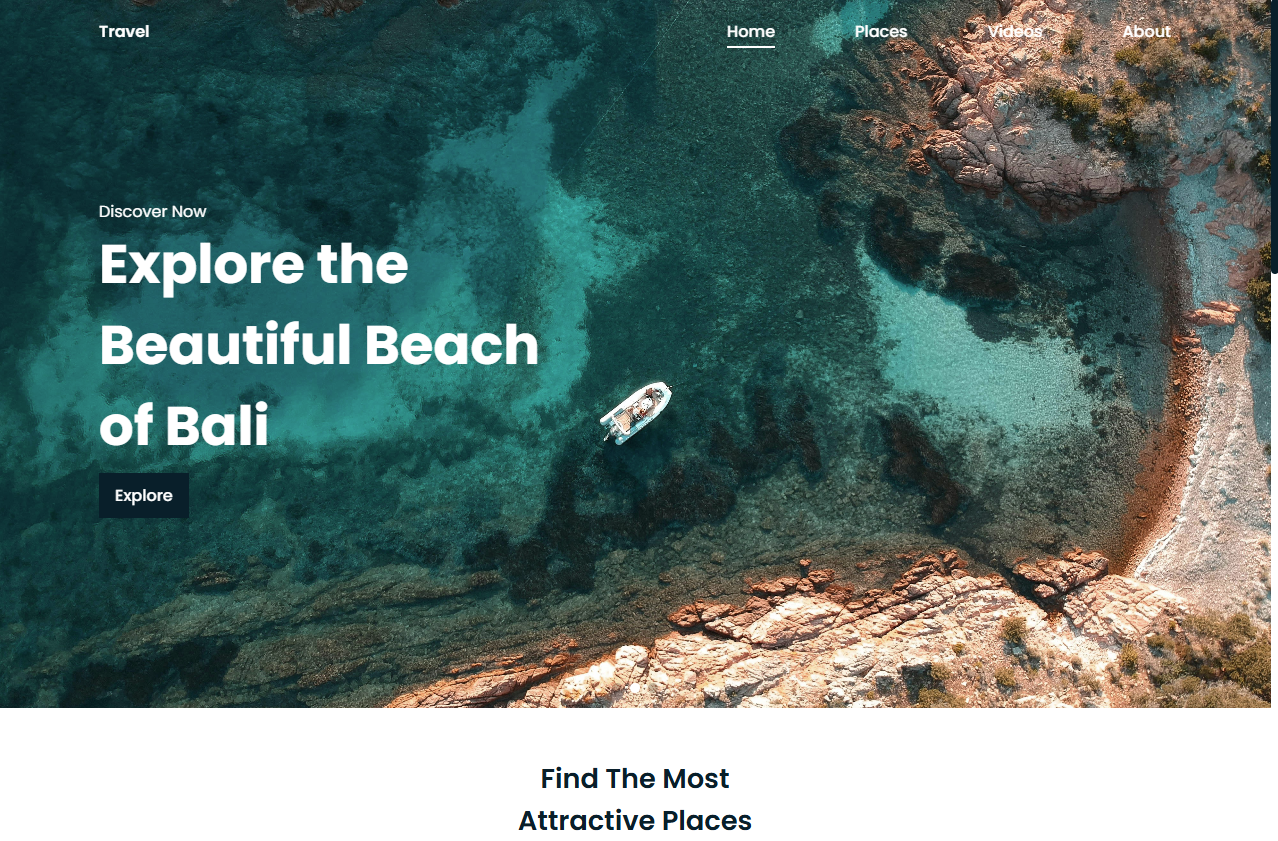 Travel
Home
Places
Videos
About
Discover Now
Explore the
Beautiful Beach
of Bali
Explore
Find The Most
Attractive Places